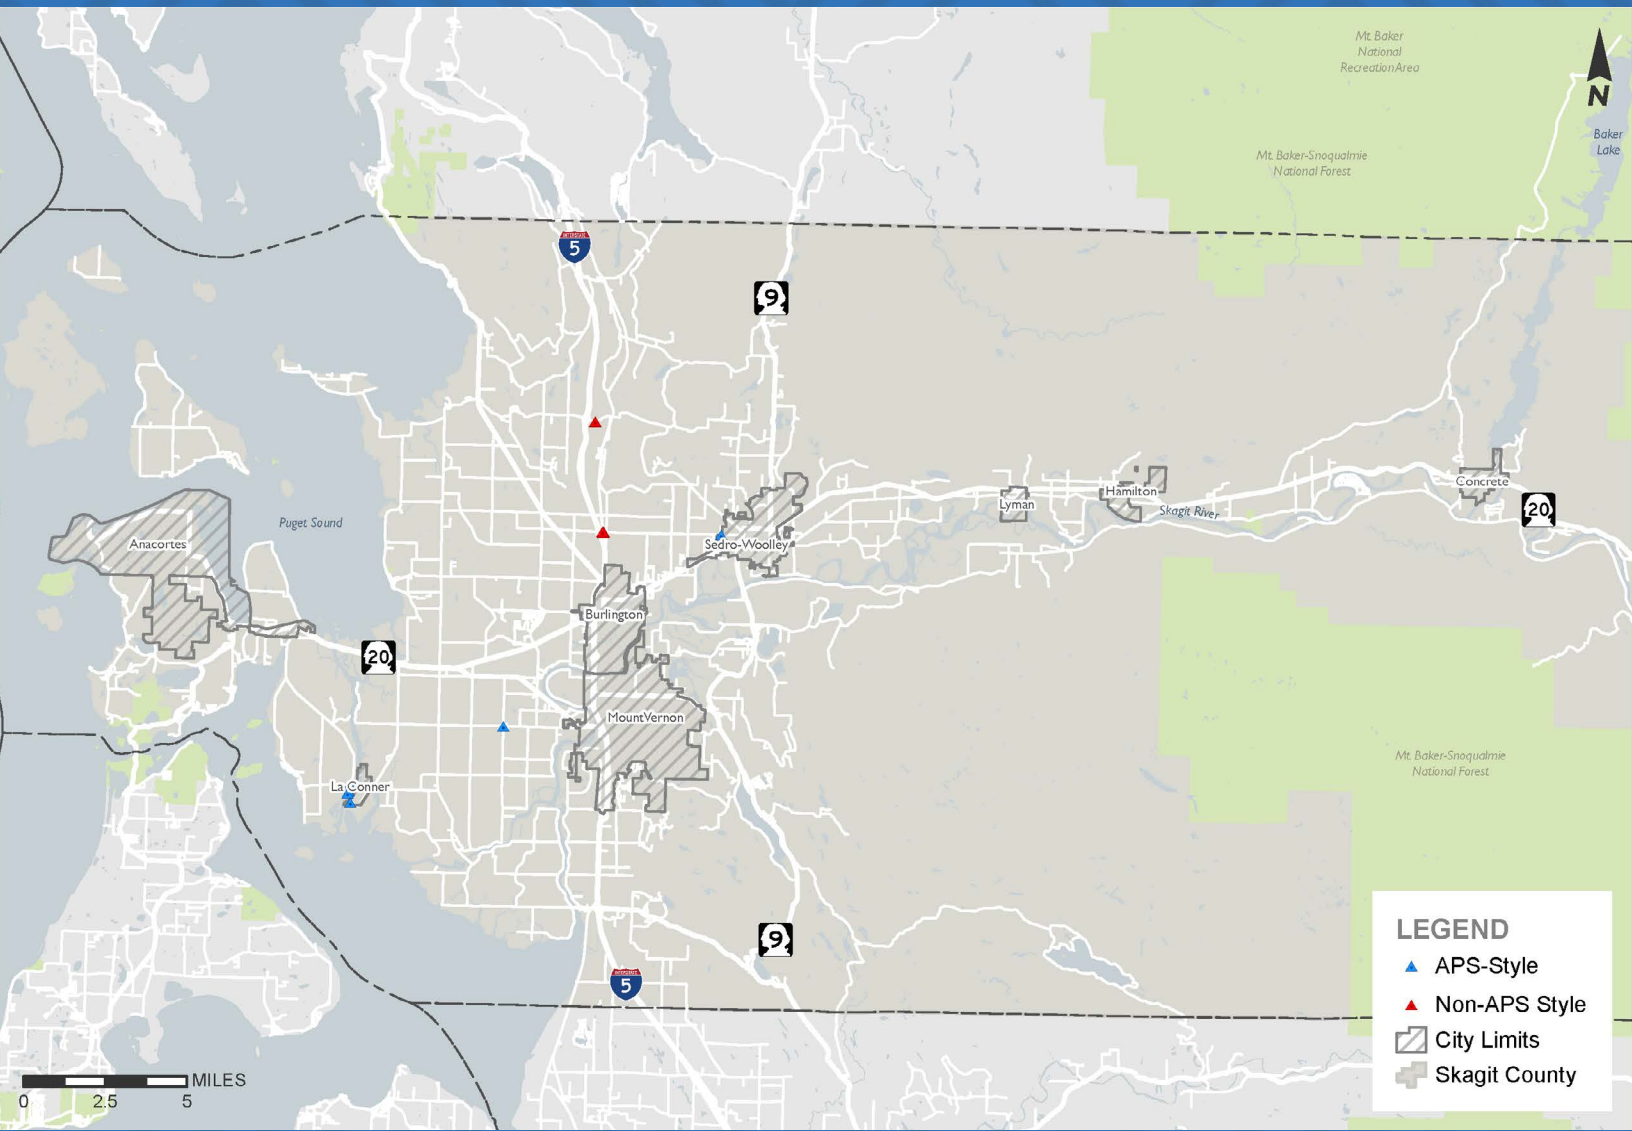 Mt. Baker
National
Recreation Area
N
Baker
Lake
Mt. Baker-Snoqualmie
National Forest
INTERSTATE
5
9
Puget Sound
Anacortes
Sedro-Woolley
Lyman
Hamilton
Skagit River
Concrete
20
Burlington
20
Mount Vernon
La Conner
Mt. Baker-Snoqualmie
National Forest
9
INTERSTATE
5
LEGEND
APS-Style
Non-APS Style
City Limits
Skagit County
MILES
0 2.5 5